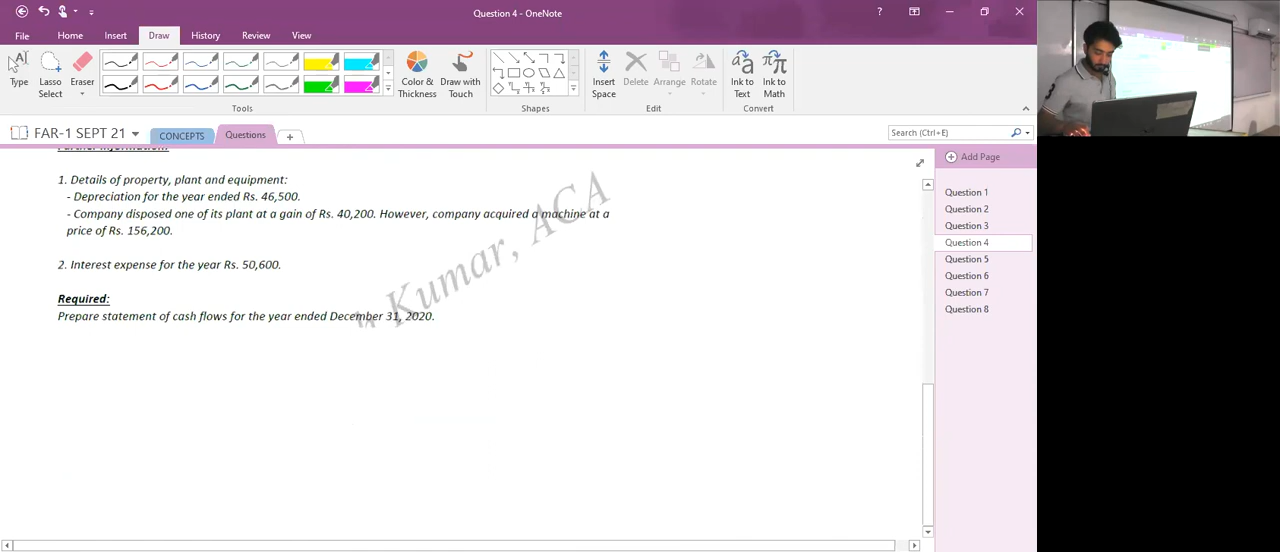 Question 4 - OneNote
?
File
Home
Insert
Draw
History
Review
View
Type
Lasso Select
Eraser
Color & Thickness
Draw with Touch
Insert Space
Delete
Arrange
Rotate
Ink to Text
Ink to Math
Tools
Shapes
Edit
Convert
FAR-1 SEPT 21
CONCEPTS
Questions
Search (Ctrl+E)
Further information:
1. Details of property, plant and equipment:
- Depreciation for the year ended Rs. 46,500.
- Company disposed one of its plant at a gain of Rs. 40,200. However, company acquired a machine at a
price of Rs. 156,200.
2. Interest expense for the year Rs. 50,600.
Required:
Prepare statement of cash flows for the year ended December 31, 2020.
Kumar, ACA
Add Page
Question 1
Question 2
Question 3
Question 4
Question 5
Question 6
Question 7
Question 8